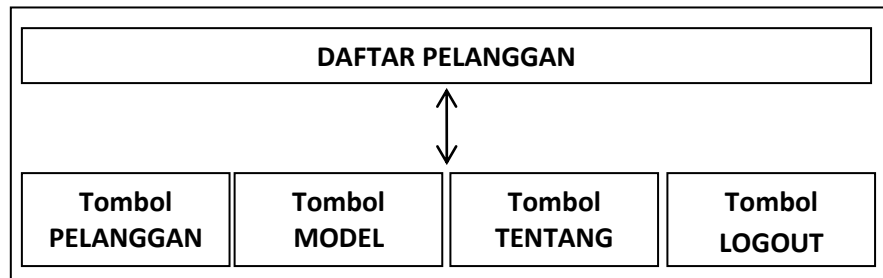 DAFTAR PELANGGAN
Tombol
PELANGGAN
Tombol
MODEL
Tombol
TENTANG
Tombol
LOGOUT